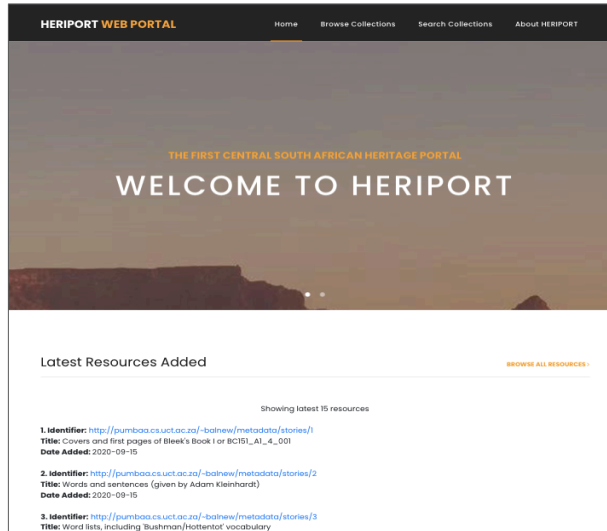 HERIPORT WEB PORTAL
Home Browse Collections Search Collections About HERIPORT
THE FIRST CENTRAL SOUTH AFRICAN HERITAGE PORTAL
WELCOME TO HERIPORT
Latest Resources Added
BROWSE ALL RESOURCES ›
Showing latest 15 resources
1. Identifier: http://pumbaa.cs.uct.ac.za/~balnew/metadata/stories/1
Title: Covers and first pages of Bleek's Book I or BC151_A1_4_001
Date Added: 2020-09-15
2. Identifier: http://pumbaa.cs.uct.ac.za/~balnew/metadata/stories/2
Title: Words and sentences (given by Adam Kleinhardt)
Date Added: 2020-09-15
3. Identifier: http://pumbaa.cs.uct.ac.za/~balnew/metadata/stories/3
Title: Word lists, including 'Bushman/Hottentot' vocabulary